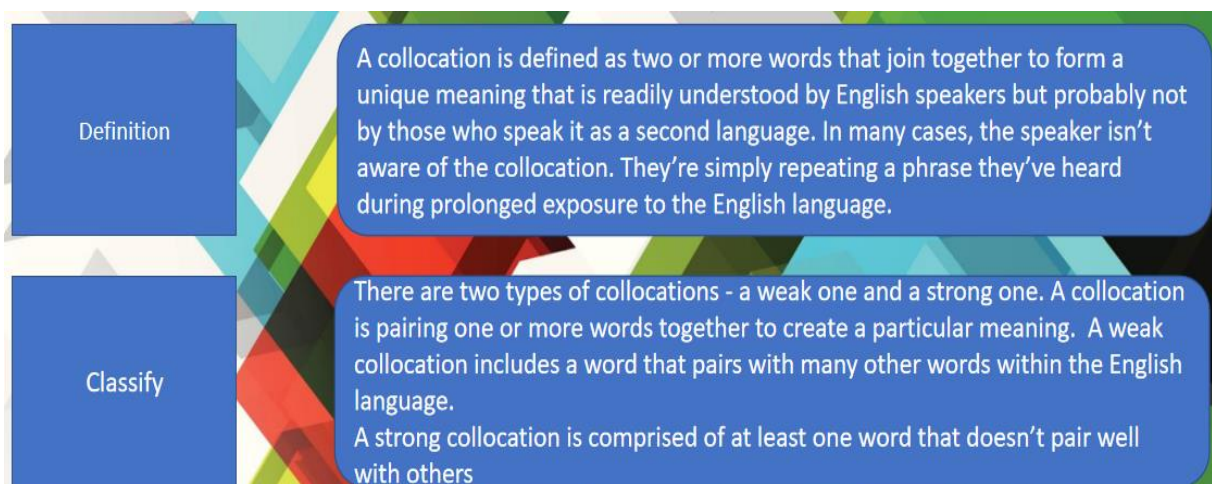 Definition
A collocation is defined as two or more words that join together to form a
unique meaning that is readily understood by English speakers but probably not
by those who speak it as a second language. In many cases, the speaker isn’t
aware of the collocation. They’re simply repeating a phrase they’ve heard
during prolonged exposure to the English language.
Classify
There are two types of collocations - a weak one and a strong one. A collocation
is pairing one or more words together to create a particular meaning.  A weak
collocation includes a word that pairs with many other words within the English
language.
A strong collocation is comprised of at least one word that doesn’t pair well
with others